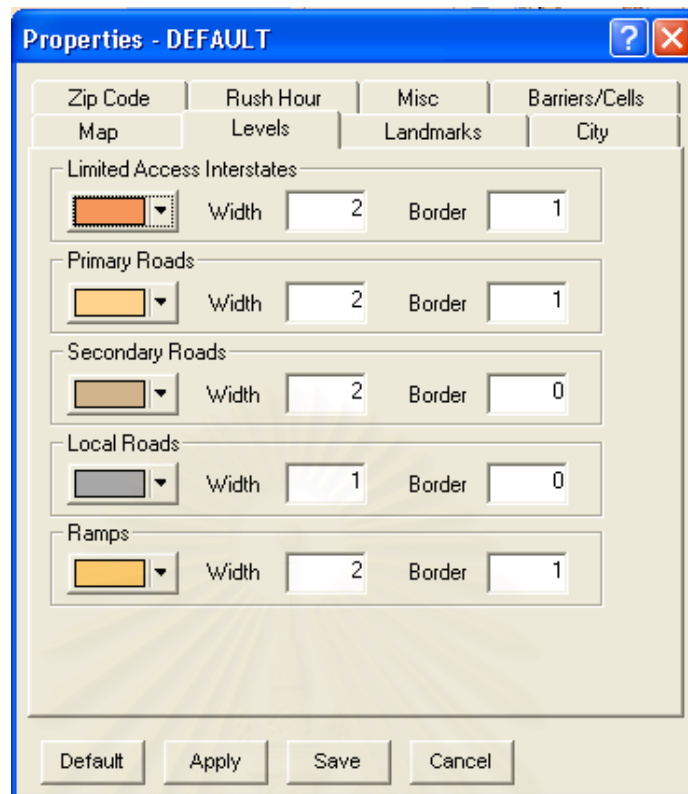 Properties - DEFAULT
Zip Code Rush Hour Misc Barriers/Cells
Map Levels Landmarks City
Limited Access Interstates
Width 2 Border 1
Primary Roads
Width 2 Border 1
Secondary Roads
Width 2 Border 0
Local Roads
Width 1 Border 0
Ramps
Width 2 Border 1
Default Apply Save Cancel